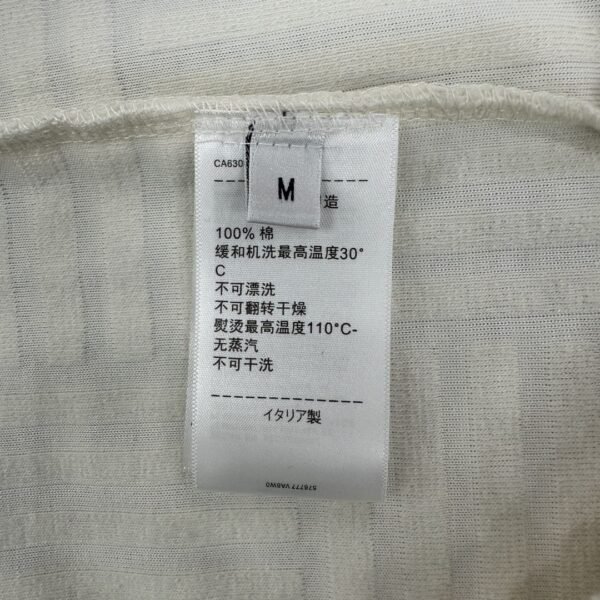 CA630
M
造
100% 棉
缓和机洗最高温度30°
C
不可漂洗
不可翻转干燥
熨烫最高温度110°C-
无蒸汽
不可干洗
イタリア製
578777 VA8W0